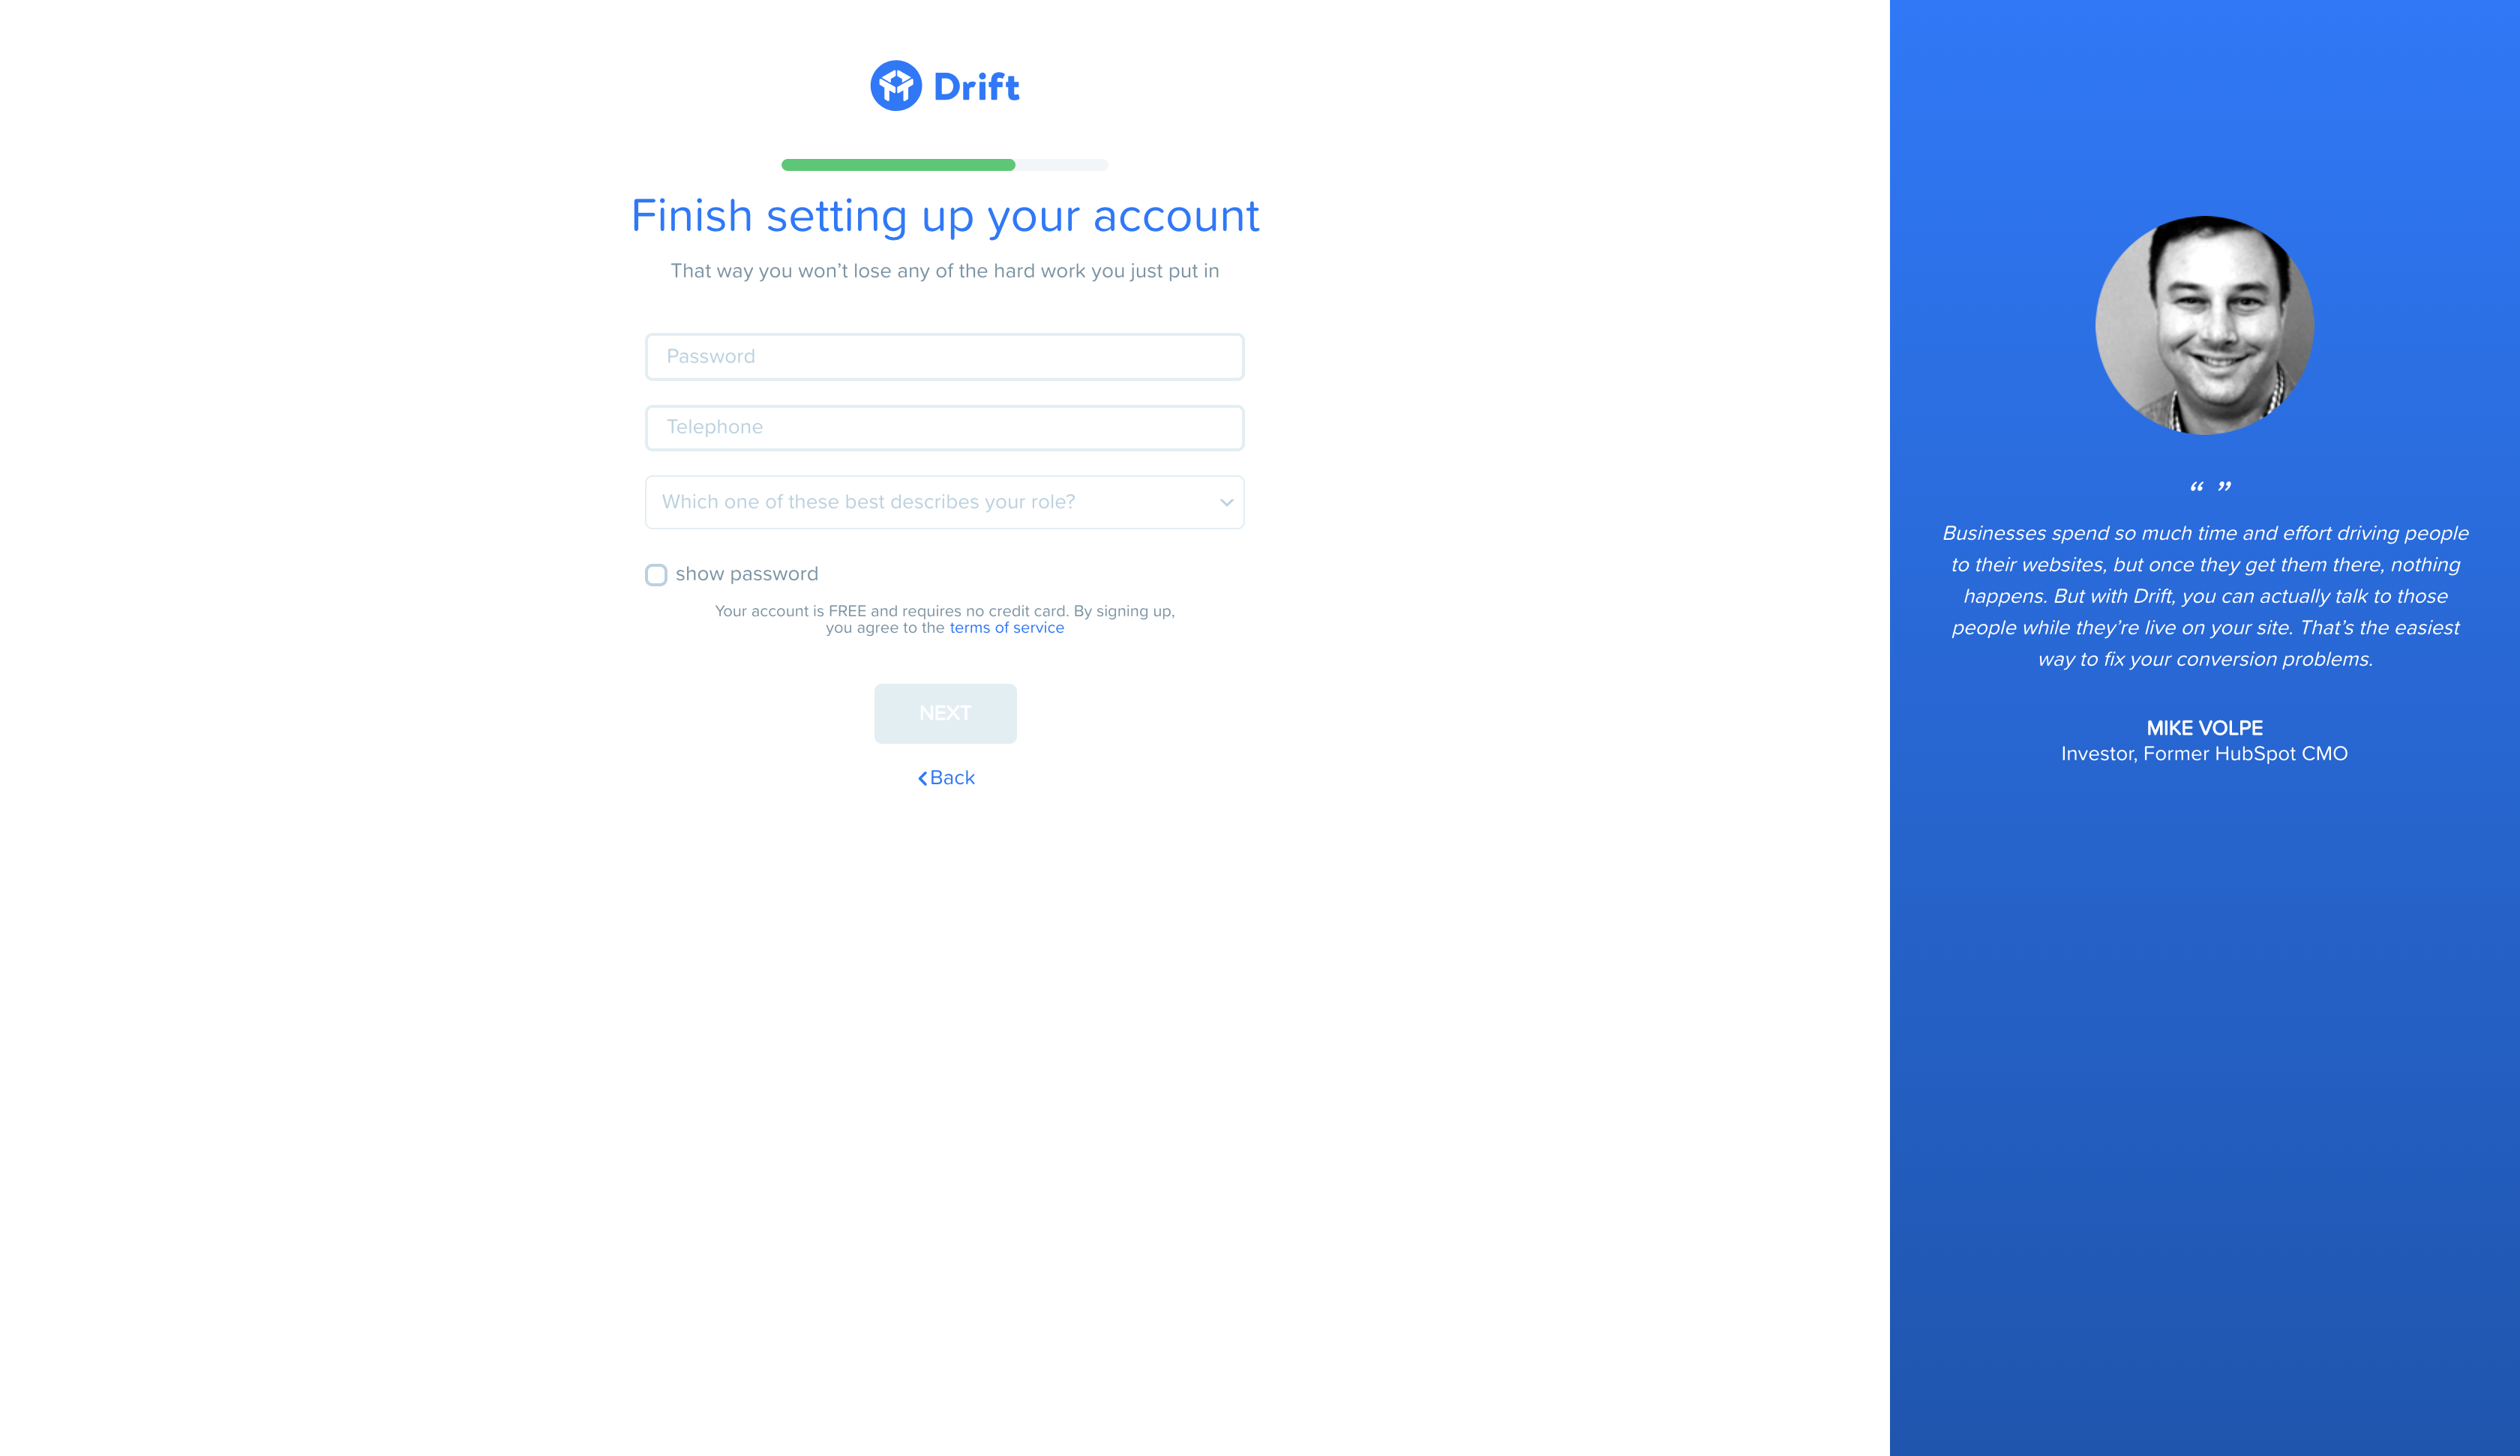 Drift
Finish setting up your account
That way you won’t lose any of the hard work you just put in
Password
Telephone
Which one of these best describes your role?
show password
Your account is FREE and requires no credit card. By signing up,
you agree to the terms of service
NEXT
Back
“ ”
Businesses spend so much time and effort driving people
to their websites, but once they get them there, nothing
happens. But with Drift, you can actually talk to those
people while they’re live on your site. That’s the easiest
way to fix your conversion problems.
MIKE VOLPE
Investor, Former HubSpot CMO